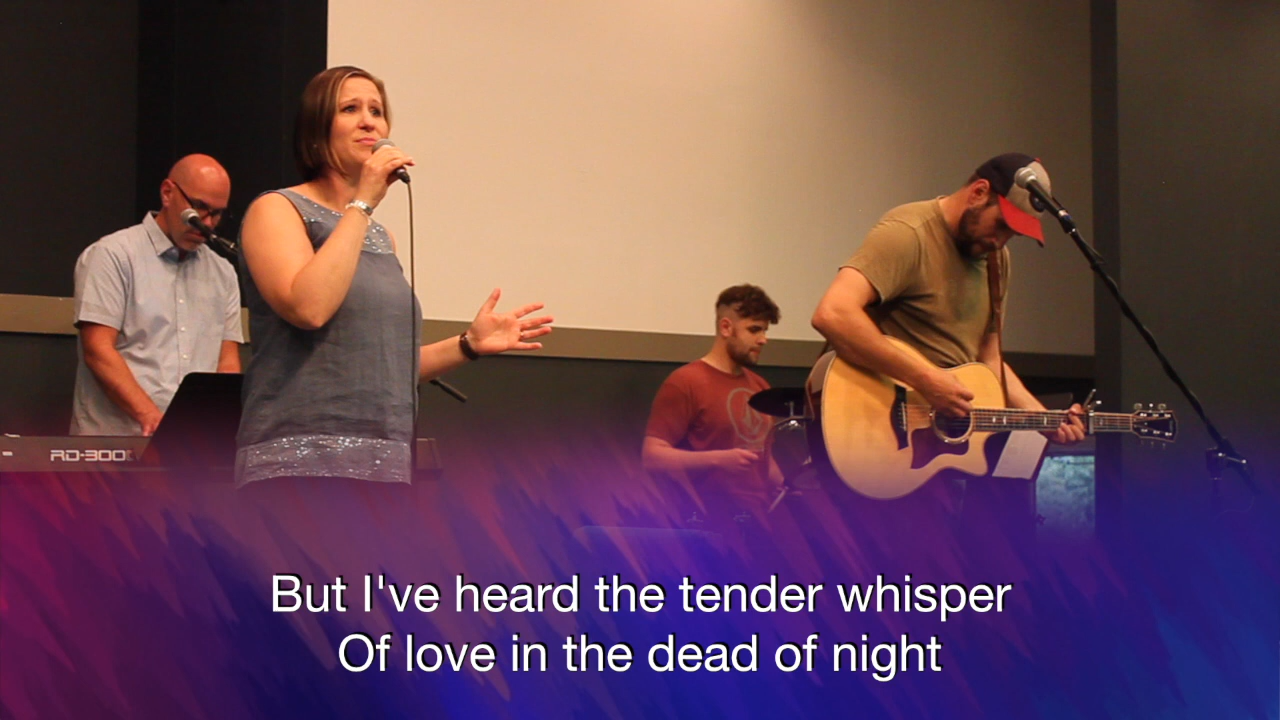 RD-300
But I've heard the tender whisper
Of love in the dead of night